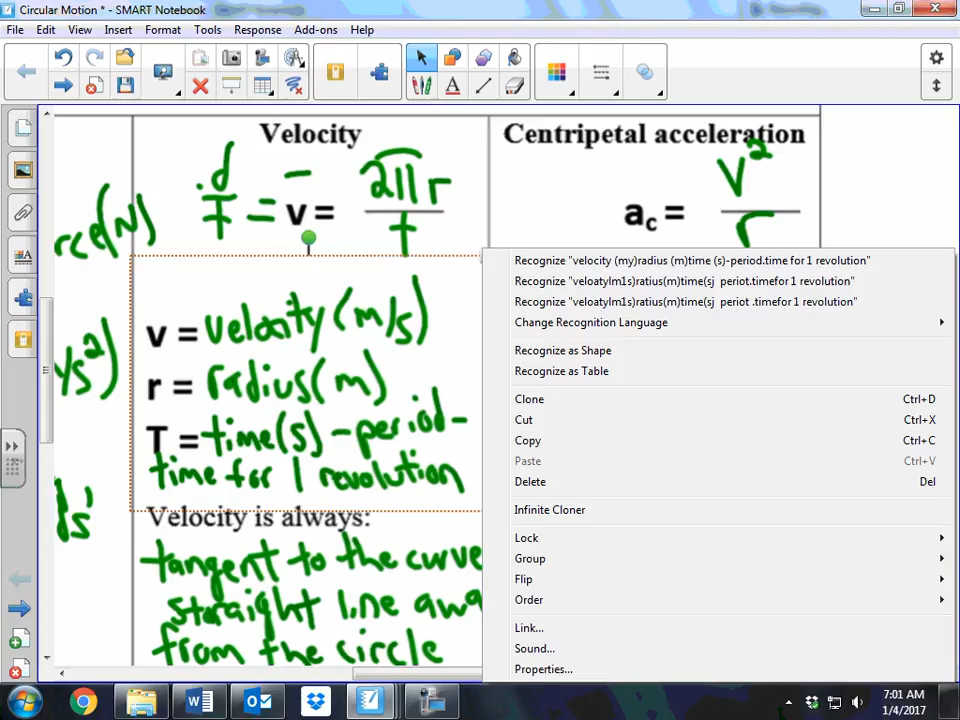 Circular Motion * - SMART Notebook
File Edit View Insert Format Tools Response Add-ons Help
Velocity
Centripetal acceleration
d/T = v = 2πr/t
a_c = v²/r
(N)
s²)
v = velocity (m/s)
r = radius (m)
T = time (s) - period -
time for 1 revolution
Velocity is always:
tangent to the curve
straight line
from the circle
Recognize "velocity (my)radius (m)time (s)-period.time for 1 revolution"
Recognize "veloatylm1s)ratius(m)time(sj periot.timefor 1 revolution"
Recognize "veloatylm1s)ratius(m)time(sj periot .timefor 1 revolution"
Change Recognition Language
Recognize as Shape
Recognize as Table
Clone Ctrl+D
Cut Ctrl+X
Copy Ctrl+C
Paste Ctrl+V
Delete Del
Infinite Cloner
Lock
Group
Flip
Order
Link...
Sound...
Properties...
7:01 AM
1/4/2017